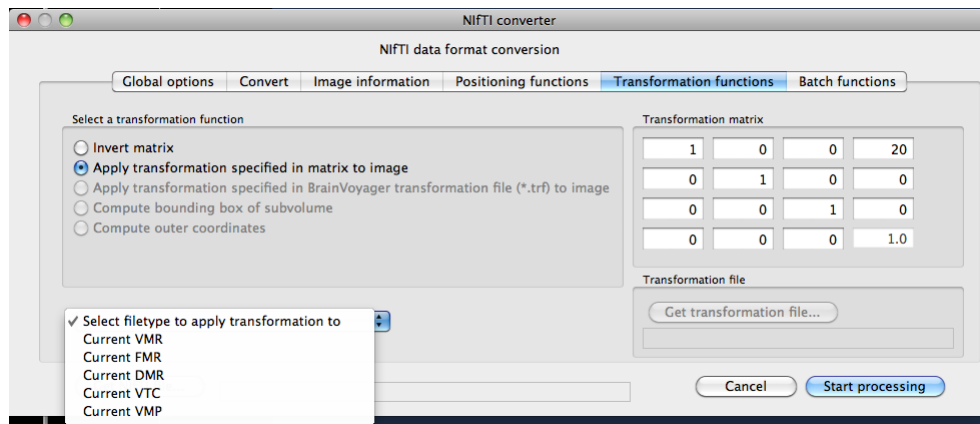 NIfTI converter
NIfTI data format conversion
Global options Convert Image information Positioning functions Transformation functions Batch functions
Select a transformation function
Invert matrix
Apply transformation specified in matrix to image
Apply transformation specified in BrainVoyager transformation file (*.trf) to image
Compute bounding box of subvolume
Compute outer coordinates
Transformation matrix
1 0 0 20
0 1 0 0
0 0 1 0
0 0 0 1.0
Transformation file
Get transformation file...
✓ Select filetype to apply transformation to
Current VMR
Current FMR
Current DMR
Current VTC
Current VMP
Cancel Start processing